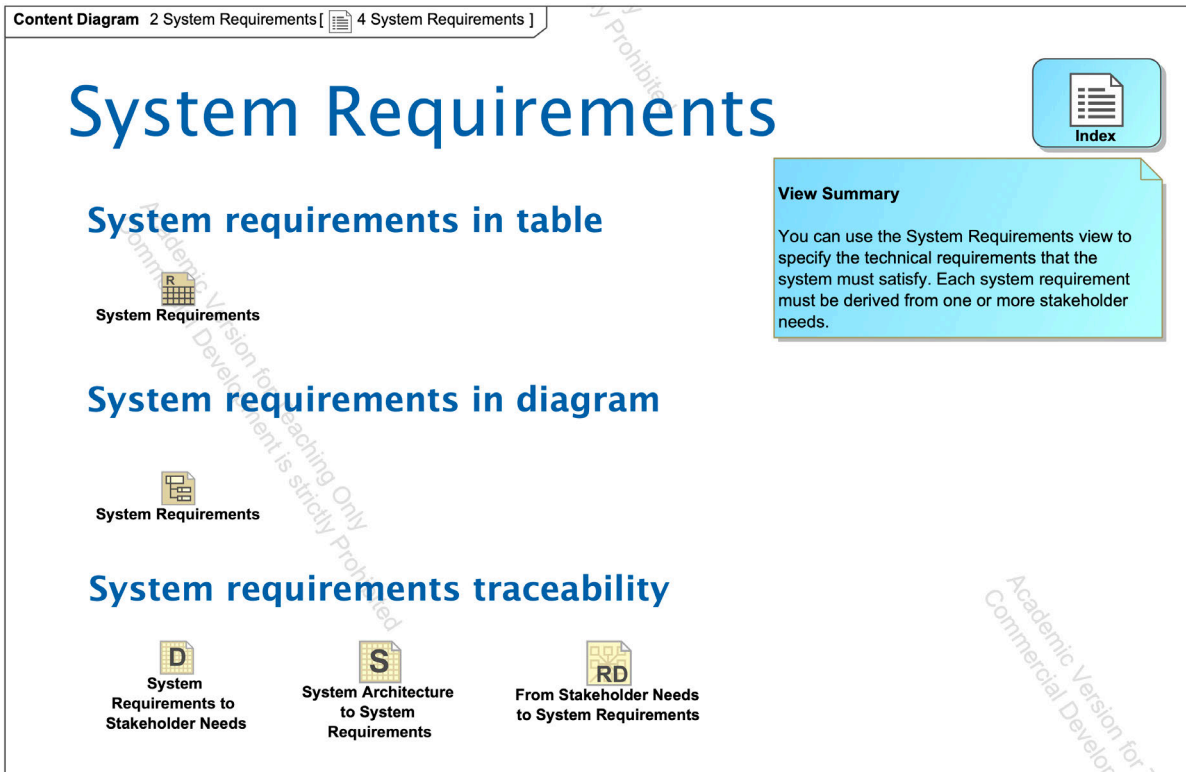 Content Diagram 2 System Requirements[ 4 System Requirements ]
System Requirements
Index
View Summary
You can use the System Requirements view to
specify the technical requirements that the
system must satisfy. Each system requirement
must be derived from one or more stakeholder
needs.
System requirements in table
R
System Requirements
System requirements in diagram
System Requirements
System requirements traceability
D
System
Requirements to
Stakeholder Needs
S
System Architecture
to System
Requirements
RD
From Stakeholder Needs
to System Requirements
Academic Version for Teaching Only
Commercial Development is strictly Prohibited
y Prohibited
Academic Version for
Commercial Develop